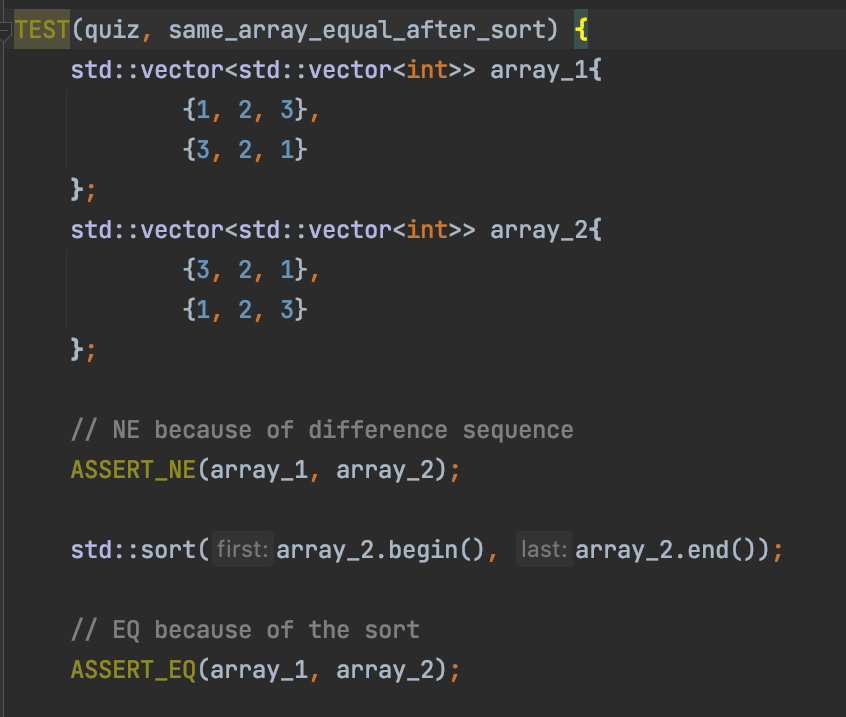 TEST(quiz, same_array_equal_after_sort) {
    std::vector<std::vector<int>> array_1{
            {1, 2, 3},
            {3, 2, 1}
    };
    std::vector<std::vector<int>> array_2{
            {3, 2, 1},
            {1, 2, 3}
    };
    // NE because of difference sequence
    ASSERT_NE(array_1, array_2);
    std::sort( first: array_2.begin(), last: array_2.end());
    // EQ because of the sort
    ASSERT_EQ(array_1, array_2);